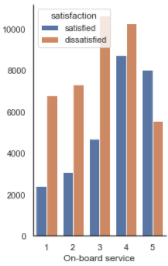 satisfaction
satisfied
dissatisfied
10000
8000
6000
4000
2000
0
1 2 3 4 5
On-board service